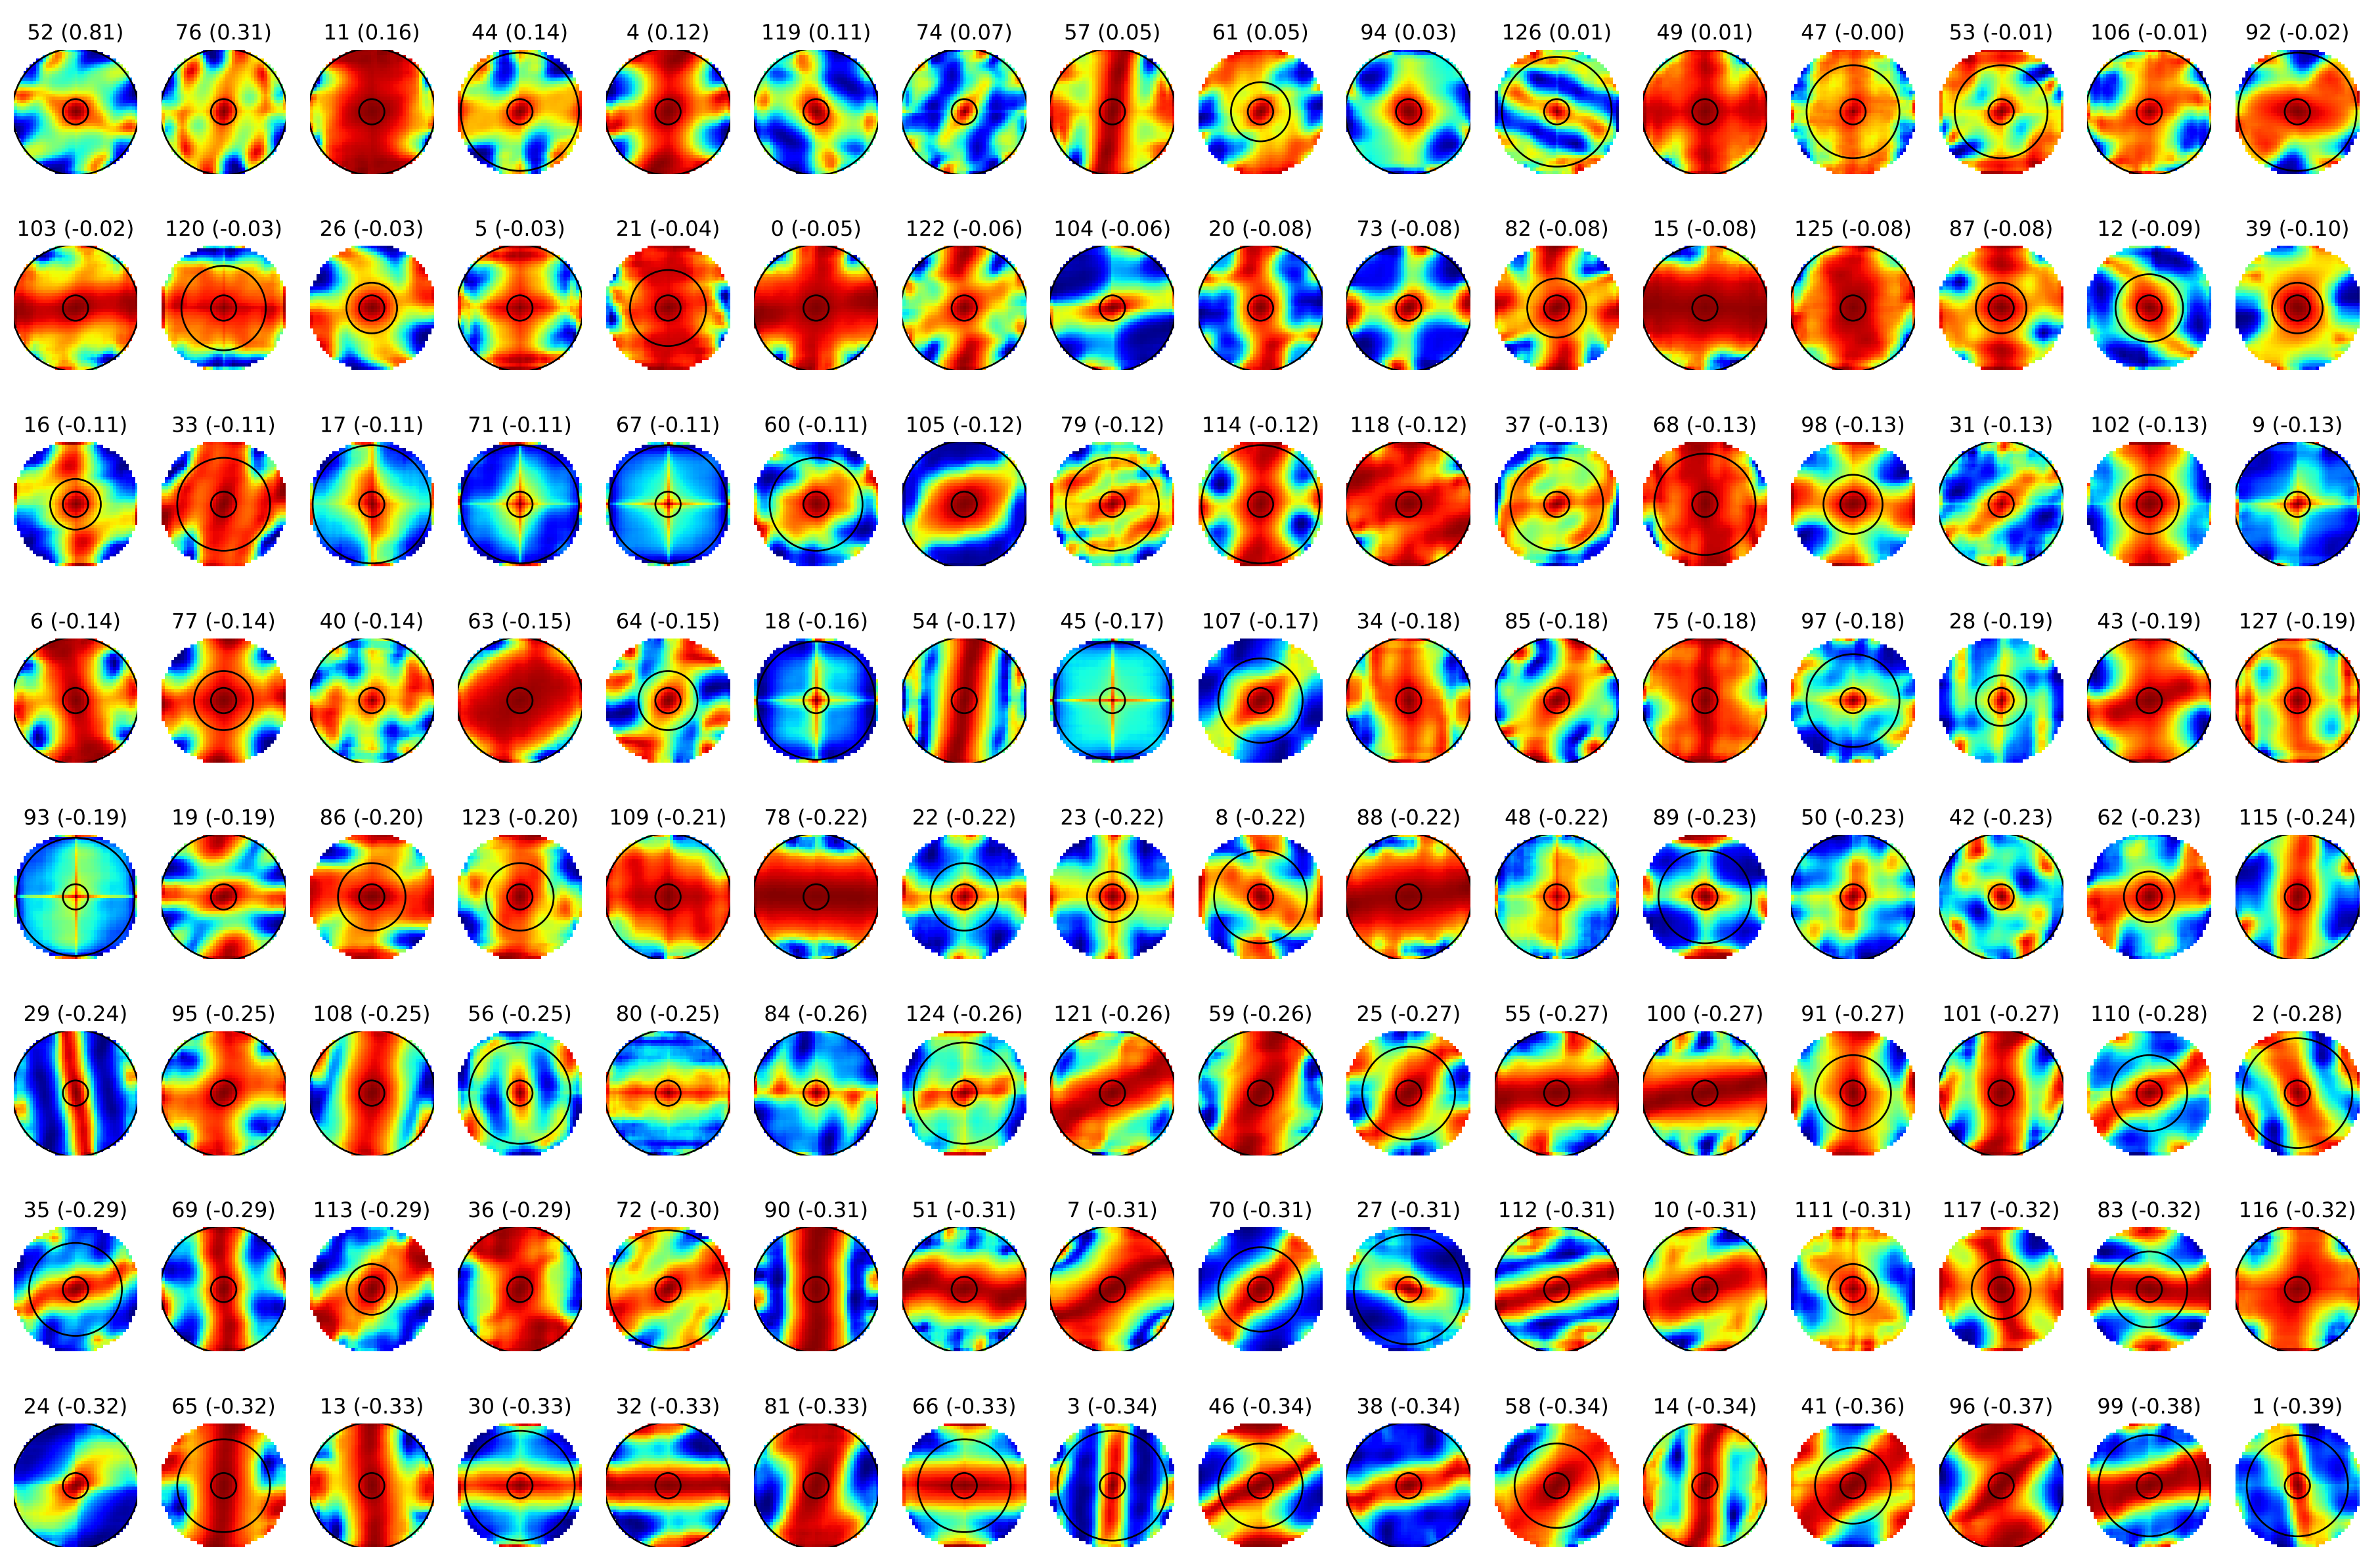 52 (0.81) 76 (0.31) 11 (0.16) 44 (0.14) 4 (0.12) 119 (0.11) 74 (0.07) 57 (0.05) 61 (0.05) 94 (0.03) 126 (0.01) 49 (0.01) 47 (-0.00) 53 (-0.01) 106 (-0.01) 92 (-0.02)
103 (-0.02) 120 (-0.03) 26 (-0.03) 5 (-0.03) 21 (-0.04) 0 (-0.05) 122 (-0.06) 104 (-0.06) 20 (-0.08) 73 (-0.08) 82 (-0.08) 15 (-0.08) 125 (-0.08) 87 (-0.08) 12 (-0.09) 39 (-0.10)
16 (-0.11) 33 (-0.11) 17 (-0.11) 71 (-0.11) 67 (-0.11) 60 (-0.11) 105 (-0.12) 79 (-0.12) 114 (-0.12) 118 (-0.12) 37 (-0.13) 68 (-0.13) 98 (-0.13) 31 (-0.13) 102 (-0.13) 9 (-0.13)
6 (-0.14) 77 (-0.14) 40 (-0.14) 63 (-0.15) 64 (-0.15) 18 (-0.16) 54 (-0.17) 45 (-0.17) 107 (-0.17) 34 (-0.18) 85 (-0.18) 75 (-0.18) 97 (-0.18) 28 (-0.19) 43 (-0.19) 127 (-0.19)
93 (-0.19) 19 (-0.19) 86 (-0.20) 123 (-0.20) 109 (-0.21) 78 (-0.22) 22 (-0.22) 23 (-0.22) 8 (-0.22) 88 (-0.22) 48 (-0.22) 89 (-0.23) 50 (-0.23) 42 (-0.23) 62 (-0.23) 115 (-0.24)
29 (-0.24) 95 (-0.25) 108 (-0.25) 56 (-0.25) 80 (-0.25) 84 (-0.26) 124 (-0.26) 121 (-0.26) 59 (-0.26) 25 (-0.27) 55 (-0.27) 100 (-0.27) 91 (-0.27) 101 (-0.27) 110 (-0.28) 2 (-0.28)
35 (-0.29) 69 (-0.29) 113 (-0.29) 36 (-0.29) 72 (-0.30) 90 (-0.31) 51 (-0.31) 7 (-0.31) 70 (-0.31) 27 (-0.31) 112 (-0.31) 10 (-0.31) 111 (-0.31) 117 (-0.32) 83 (-0.32) 116 (-0.32)
24 (-0.32) 65 (-0.32) 13 (-0.33) 30 (-0.33) 32 (-0.33) 81 (-0.33) 66 (-0.33) 3 (-0.34) 46 (-0.34) 38 (-0.34) 58 (-0.34) 14 (-0.34) 41 (-0.36) 96 (-0.37) 99 (-0.38) 1 (-0.39)